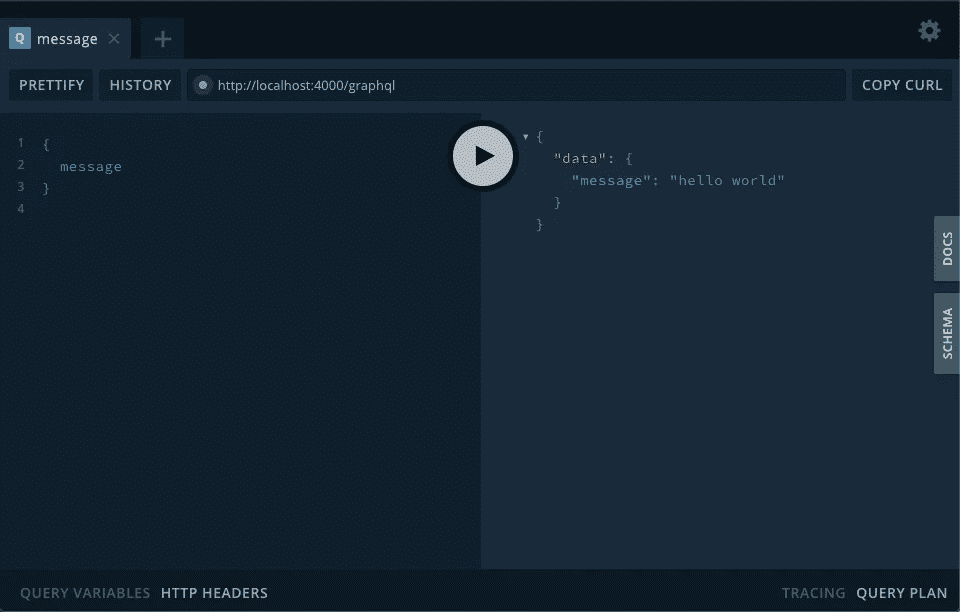 Q message
PRETTIFY HISTORY http://localhost:4000/graphql COPY CURL
1 {
2 message
3 }
4
{
"data": {
"message": "hello world"
}
}
DOCS
SCHEMA
QUERY VARIABLES HTTP HEADERS TRACING QUERY PLAN